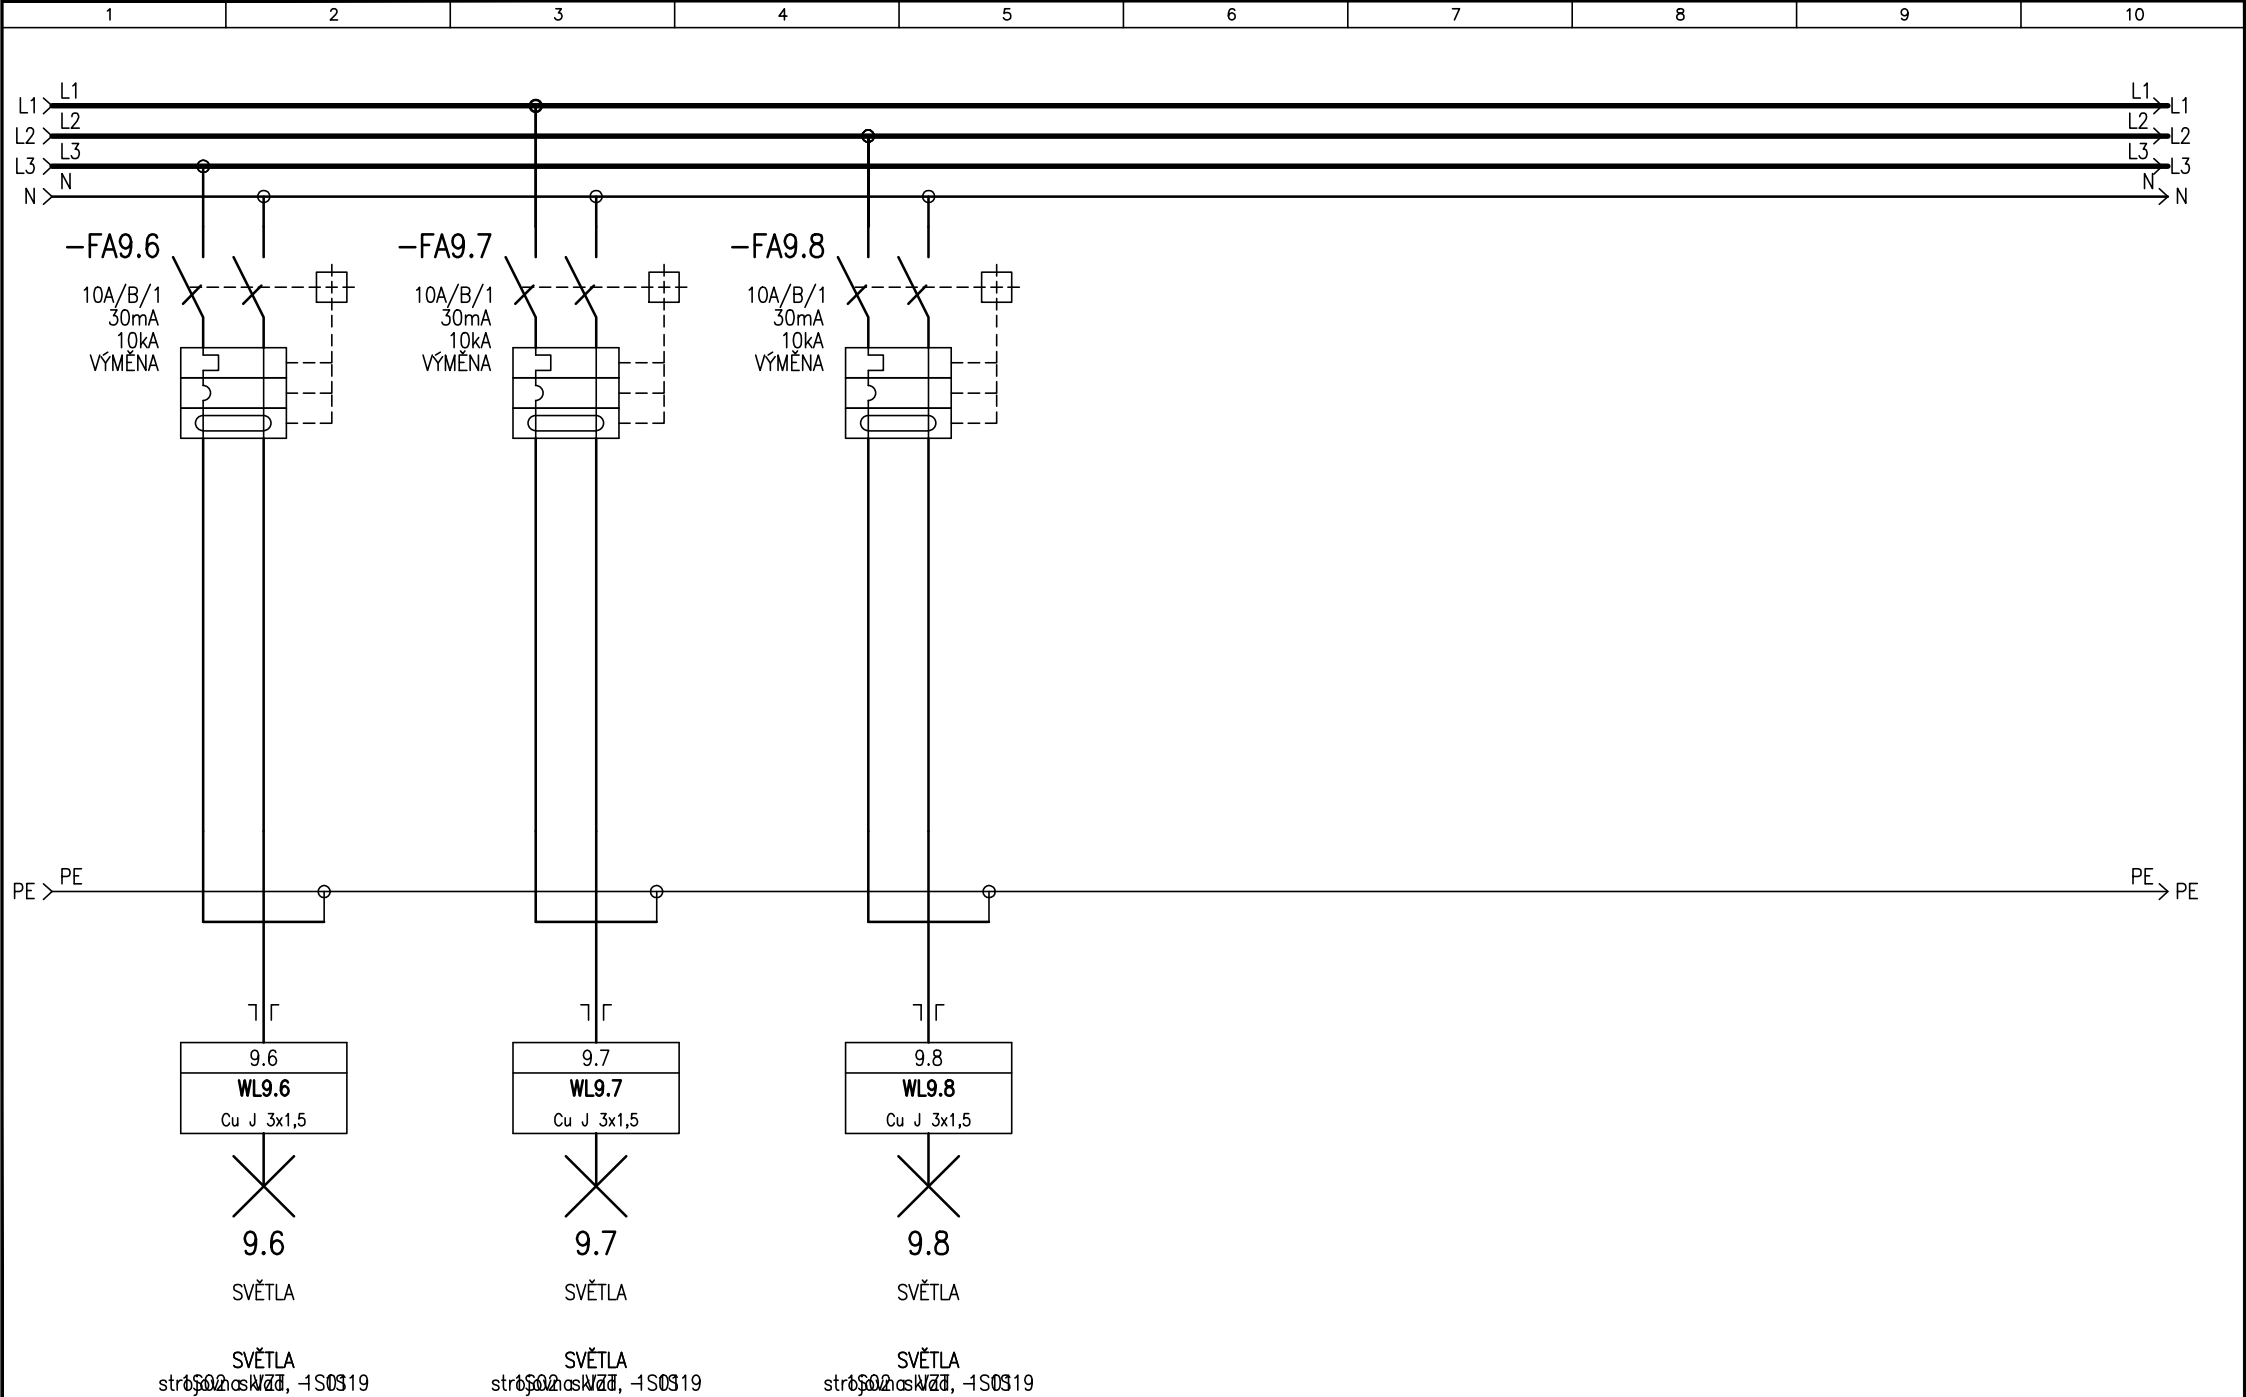 1 2 3 4 5 6 7 8 9 10
L1 L1 L1 L1
L2 L2 L2 L2
L3 L3 L3 L3
N N N N
-FA9.6 -FA9.7 -FA9.8
10A/B/1 10A/B/1 10A/B/1
30mA 30mA 30mA
10kA 10kA 10kA
VÝMĚNA VÝMĚNA VÝMĚNA
PE PE PE PE
9.6 9.7 9.8
WL9.6 WL9.7 WL9.8
Cu J 3x1,5 Cu J 3x1,5 Cu J 3x1,5
9.6 9.7 9.8
SVĚTLA SVĚTLA SVĚTLA
SVĚTLA SVĚTLA SVĚTLA